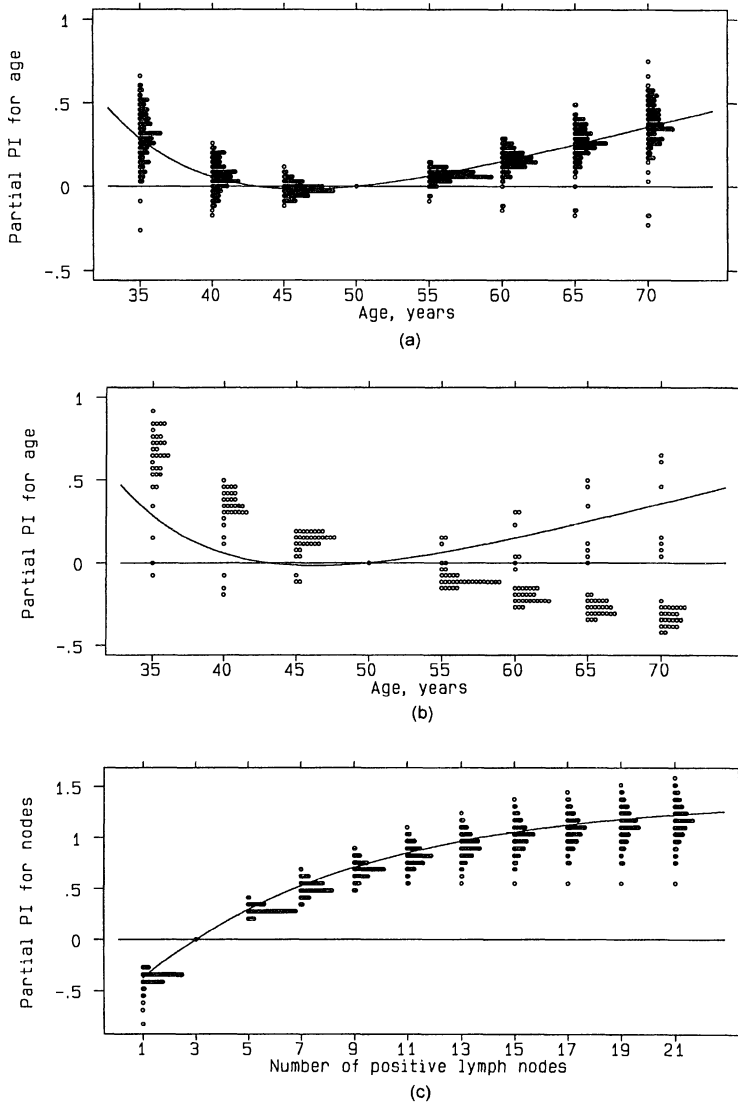 1
.5
0
-.5
Partial PI for age
35 40 45 50 55 60 65 70
Age, years
(a)
1
.5
0
-.5
Partial PI for age
35 40 45 50 55 60 65 70
Age, years
(b)
1.5
1
.5
0
-.5
Partial PI for nodes
1 3 5 7 9 11 13 15 17 19 21
Number of positive lymph nodes
(c)